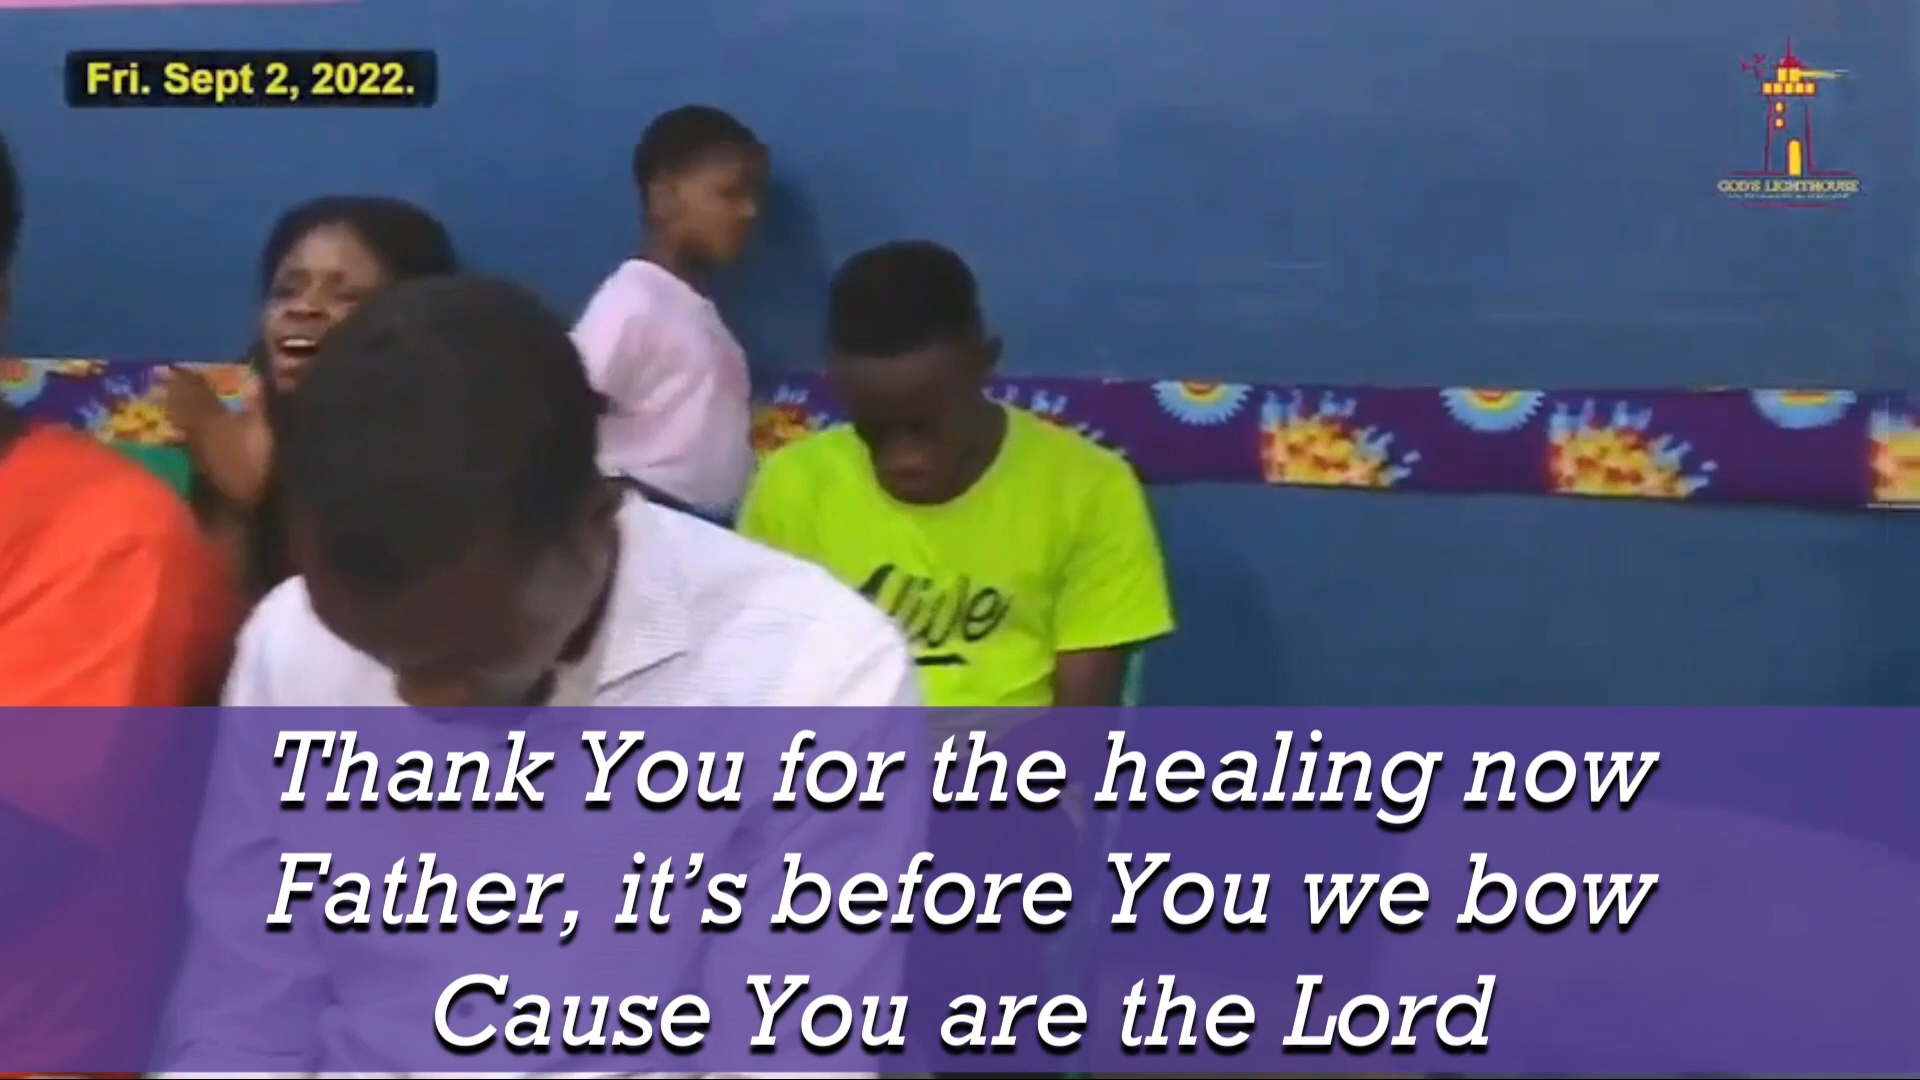 Fri. Sept 2, 2022.
GOD'S LIGHTHOUSE
Alive
Thank You for the healing now
Father, it's before You we bow
Cause You are the Lord